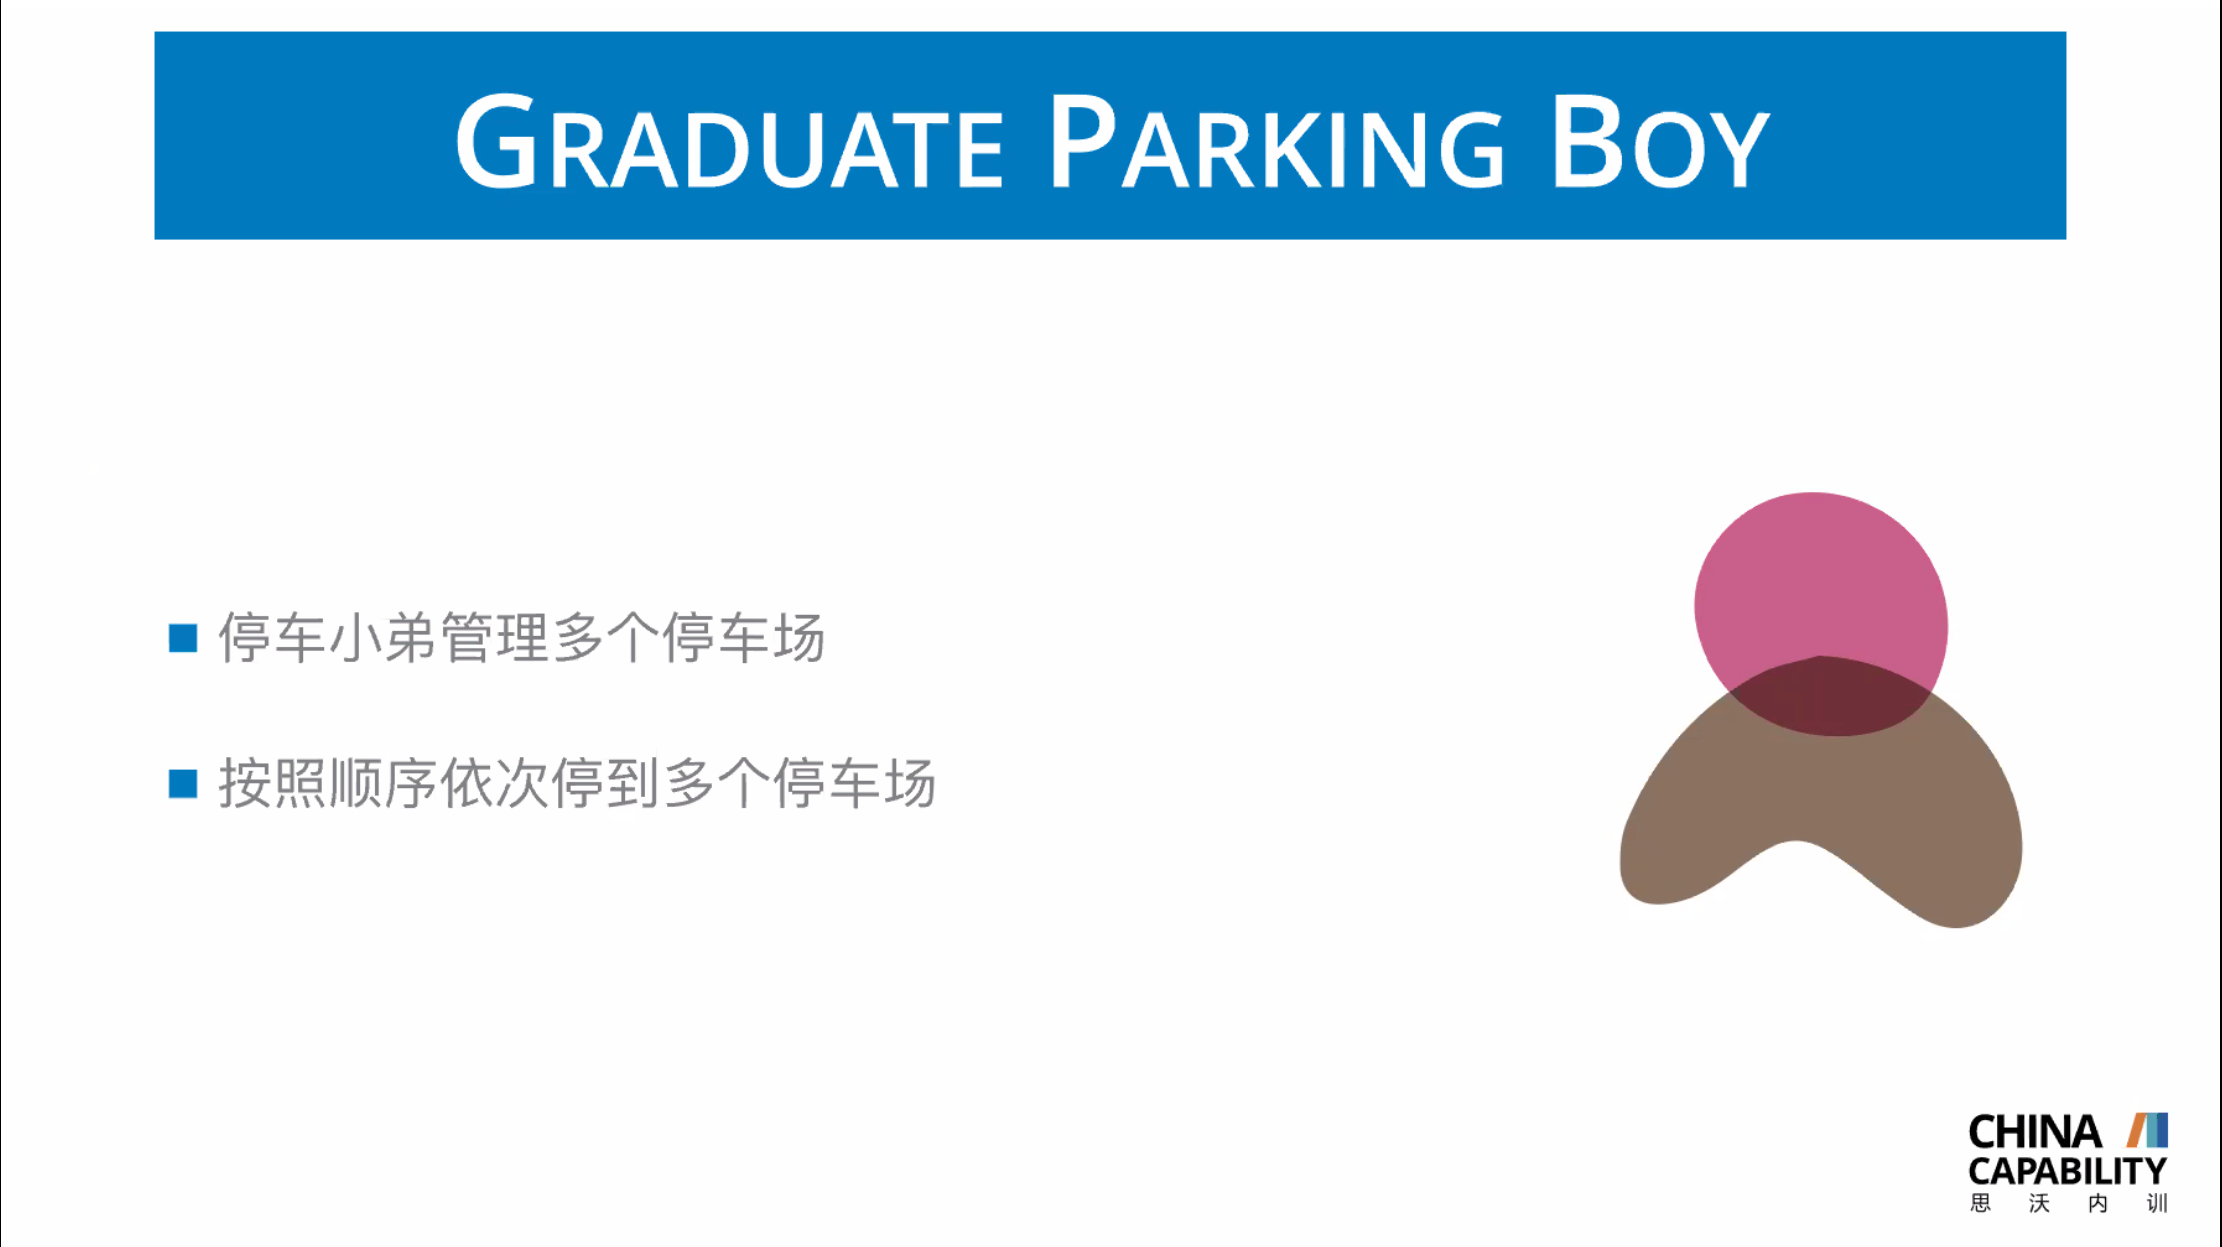 GRADUATE PARKING BOY
停车小弟管理多个停车场
按照顺序依次停到多个停车场
CHINA
CAPABILITY
思沃内训